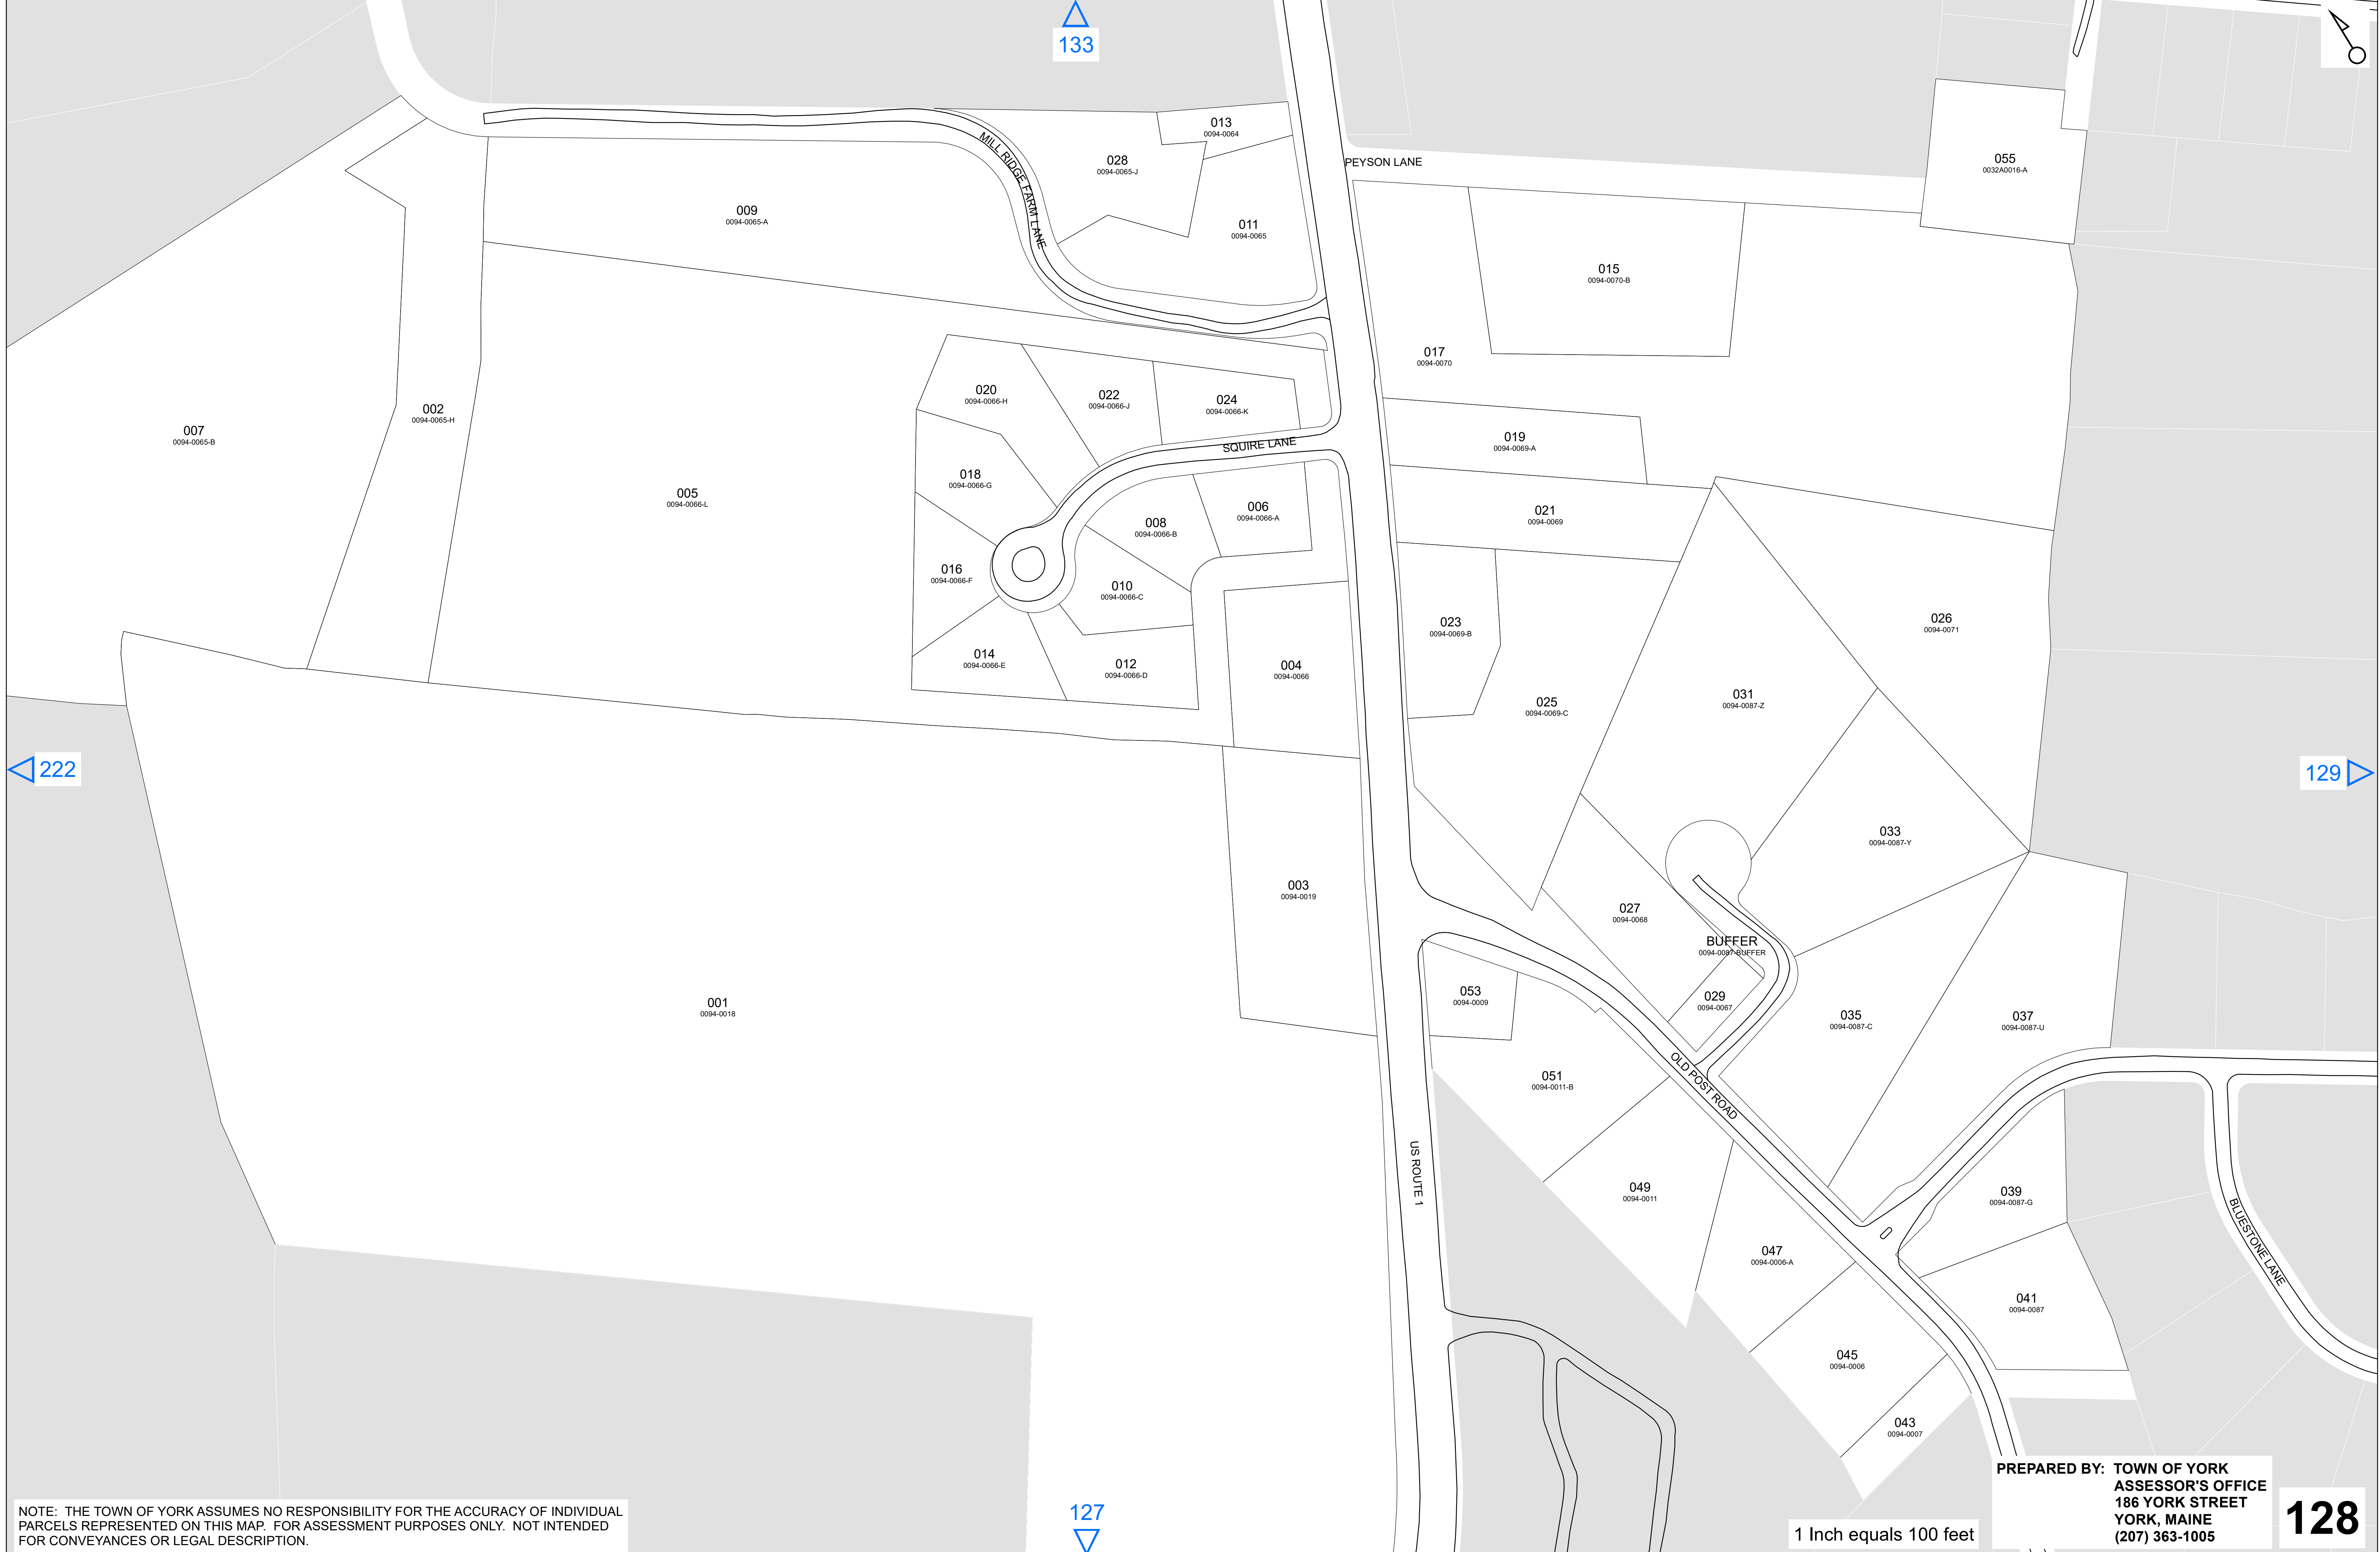 133
013
0094-0064
028
0094-0065-J
MILL RIDGE FARM LANE
PEYSON LANE
055
0032A0016-A
009
0094-0065-A
011
0094-0065
015
0094-0070-B
017
0094-0070
020
0094-0066-H
022
0094-0066-J
024
0094-0066-K
002
0094-0065-H
007
0094-0065-B
SQUIRE LANE
019
0094-0069-A
018
0094-0066-G
005
0094-0066-L
006
0094-0066-A
008
0094-0066-B
021
0094-0069
016
0094-0066-F
010
0094-0066-C
023
0094-0069-B
026
0094-0071
014
0094-0066-E
012
0094-0066-D
004
0094-0066
025
0094-0069-C
031
0094-0087-Z
222
129
033
0094-0087-Y
003
0094-0019
027
0094-0068
BUFFER
0094-0087-BUFFER
053
0094-0009
029
0094-0067
001
0094-0018
035
0094-0087-C
037
0094-0087-U
051
0094-0011-B
OLD POST ROAD
US ROUTE 1
049
0094-0011
039
0094-0087-G
BLUESTONE LANE
047
0094-0006-A
041
0094-0087
045
0094-0006
043
0094-0007
NOTE: THE TOWN OF YORK ASSUMES NO RESPONSIBILITY FOR THE ACCURACY OF INDIVIDUAL
PARCELS REPRESENTED ON THIS MAP. FOR ASSESSMENT PURPOSES ONLY. NOT INTENDED
FOR CONVEYANCES OR LEGAL DESCRIPTION.
127
1 Inch equals 100 feet
PREPARED BY: TOWN OF YORK
ASSESSOR'S OFFICE
186 YORK STREET
YORK, MAINE
(207) 363-1005
128